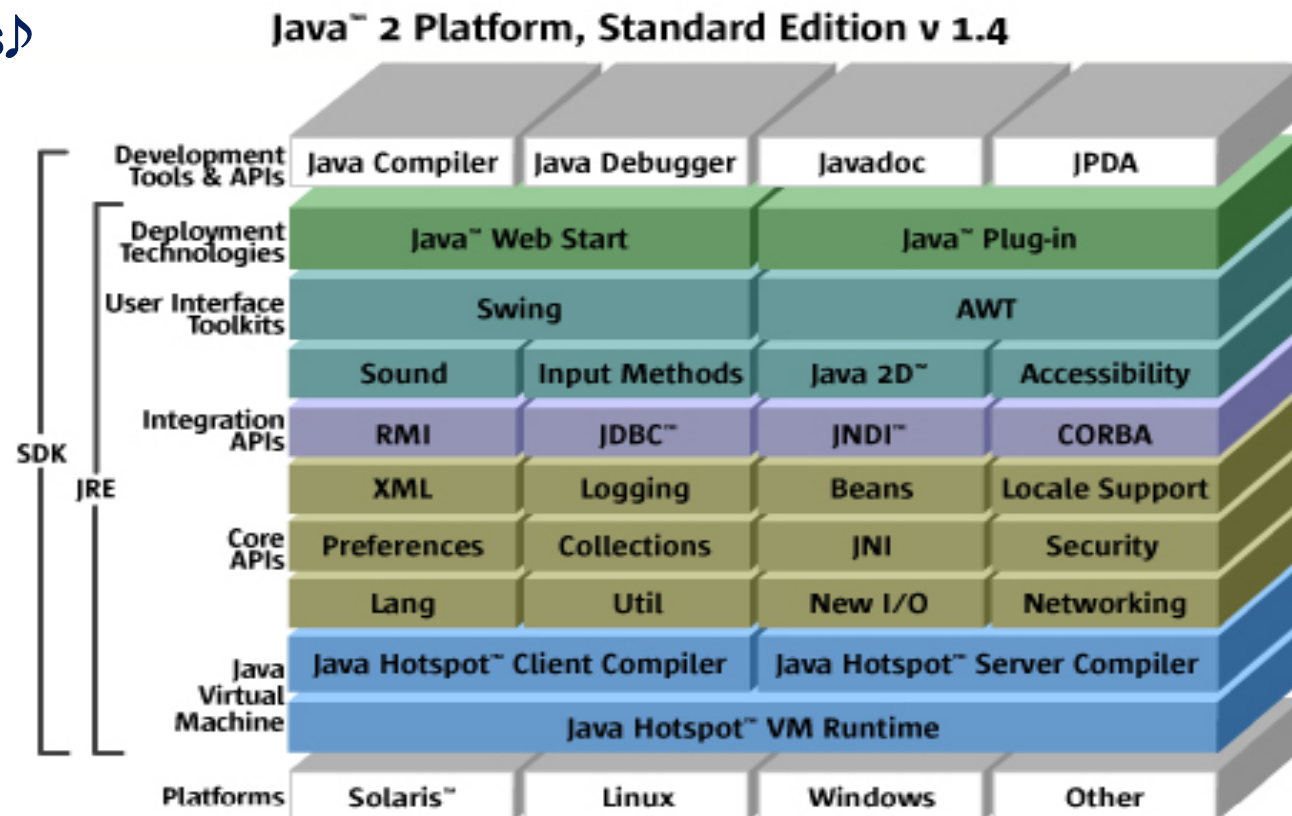 s♪
Java™ 2 Platform, Standard Edition v 1.4
Development
Tools & APIs
Java Compiler
Java Debugger
Javadoc
JPDA
Deployment
Technologies
Java™ Web Start
Java™ Plug-in
User Interface
Toolkits
Swing
AWT
Sound
Input Methods
Java 2D™
Accessibility
Integration
APIs
RMI
JDBC™
JNDI™
CORBA
SDK
JRE
XML
Logging
Beans
Locale Support
Core
APIs
Preferences
Collections
JNI
Security
Lang
Util
New I/O
Networking
Java
Virtual
Machine
Java Hotspot™ Client Compiler
Java Hotspot™ Server Compiler
Java Hotspot™ VM Runtime
Platforms
Solaris™
Linux
Windows
Other